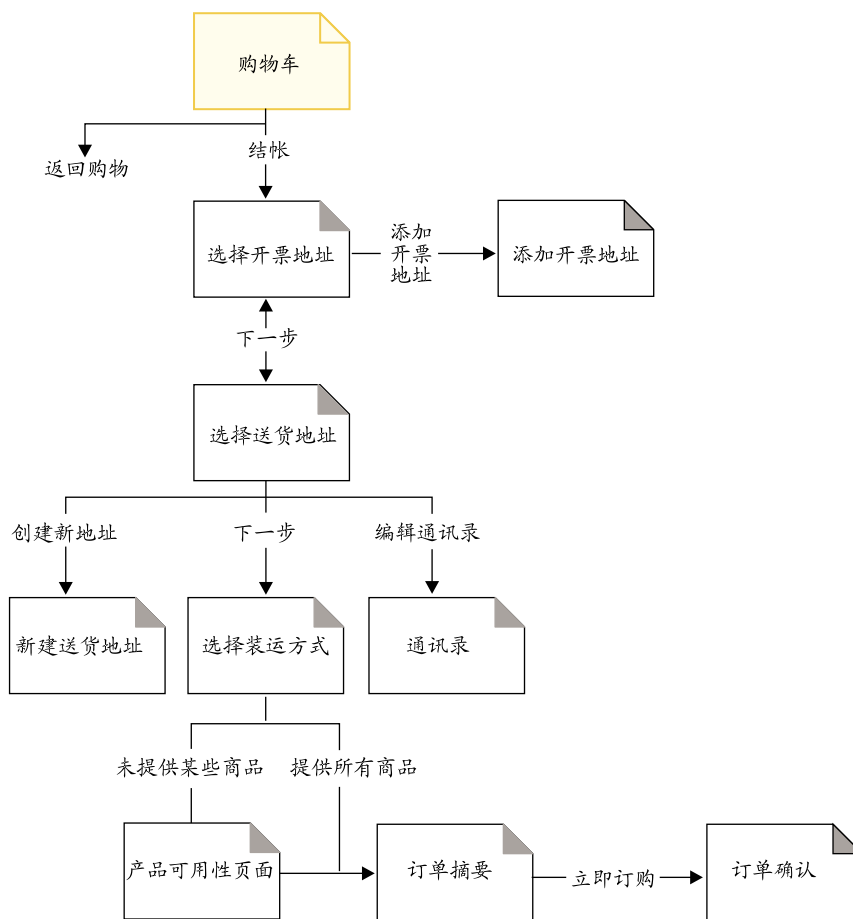 购物车
返回购物
结帐
选择开票地址
添加
开票
地址
添加开票地址
下一步
选择送货地址
创建新地址
下一步
编辑通讯录
新建送货地址
选择装运方式
通讯录
未提供某些商品
提供所有商品
产品可用性页面
订单摘要
立即订购
订单确认